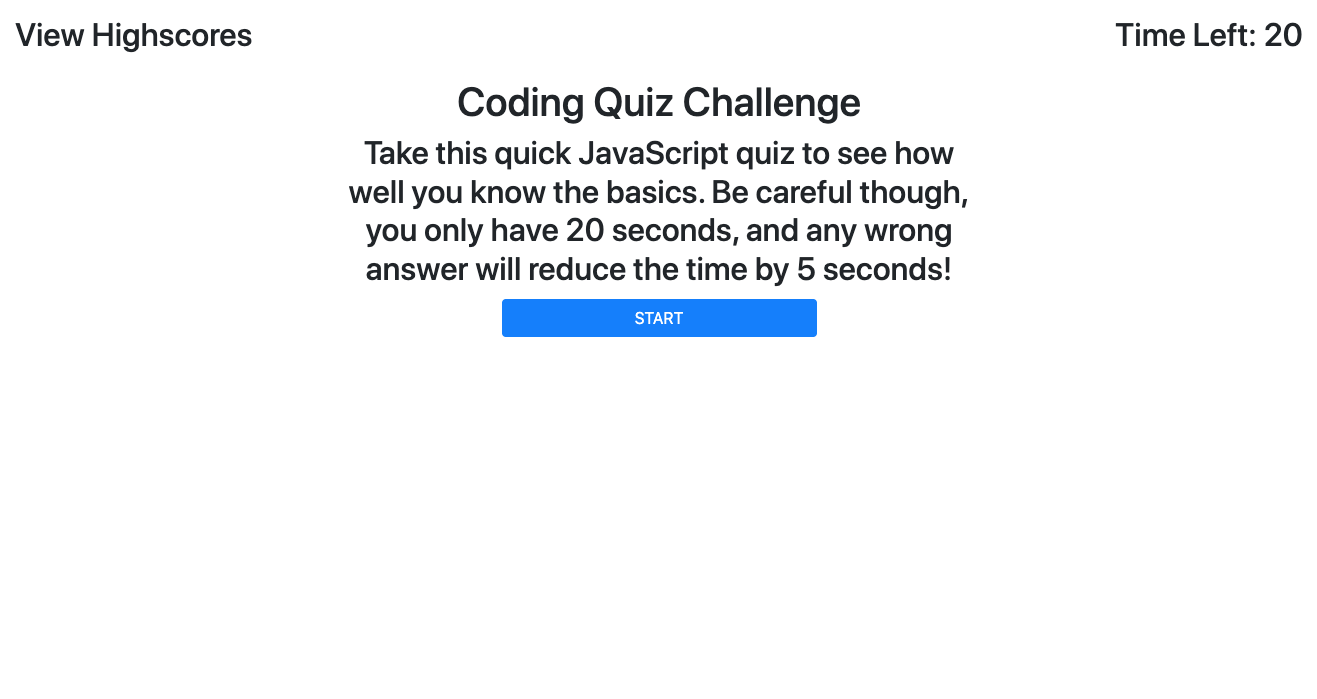 View Highscores
Time Left: 20
Coding Quiz Challenge
Take this quick JavaScript quiz to see how
well you know the basics. Be careful though,
you only have 20 seconds, and any wrong
answer will reduce the time by 5 seconds!
START